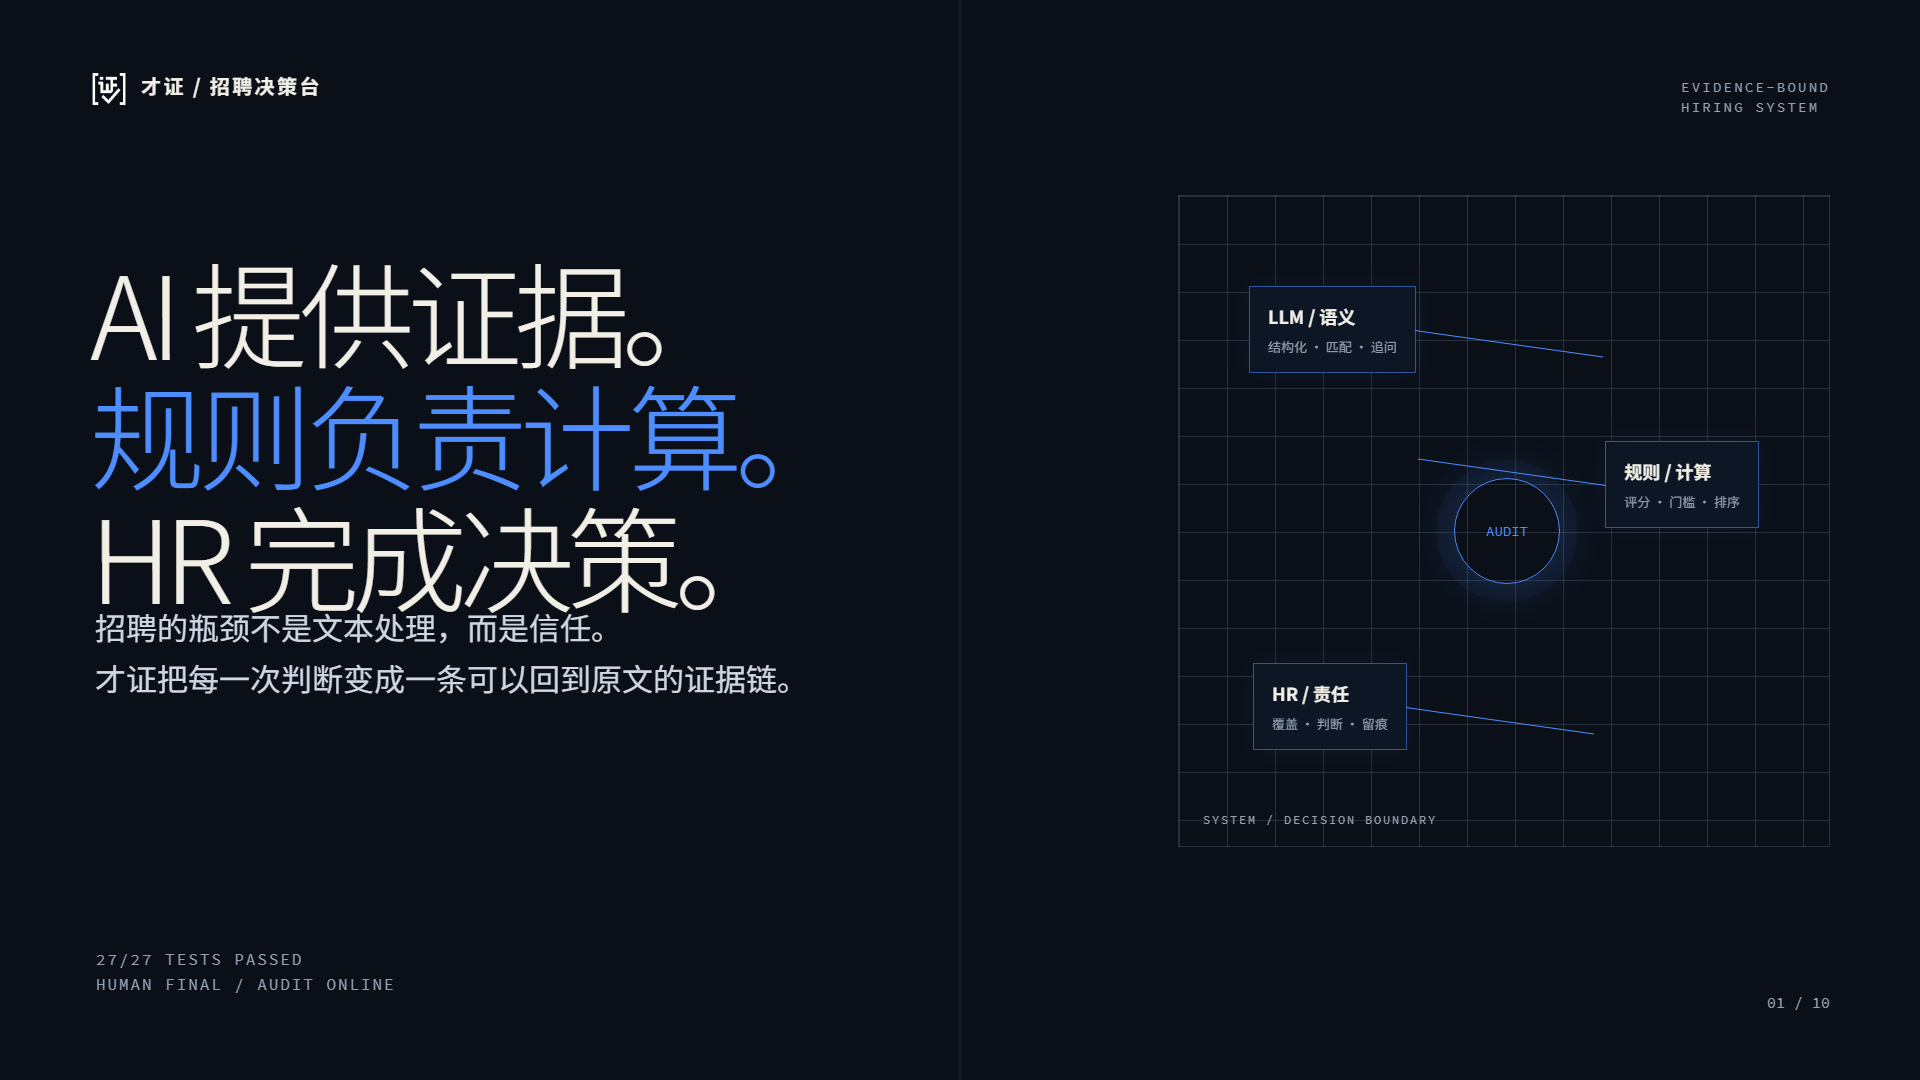 证
才证 / 招聘决策台
EVIDENCE-BOUND
HIRING SYSTEM
AI 提供证据。
规则负责计算。
HR 完成决策。
招聘的瓶颈不是文本处理，而是信任。
才证把每一次判断变成一条可以回到原文的证据链。
LLM / 语义
结构化 · 匹配 · 追问
规则 / 计算
评分 · 门槛 · 排序
AUDIT
HR / 责任
覆盖 · 判断 · 留痕
SYSTEM / DECISION BOUNDARY
27/27 TESTS PASSED
HUMAN FINAL / AUDIT ONLINE
01 / 10